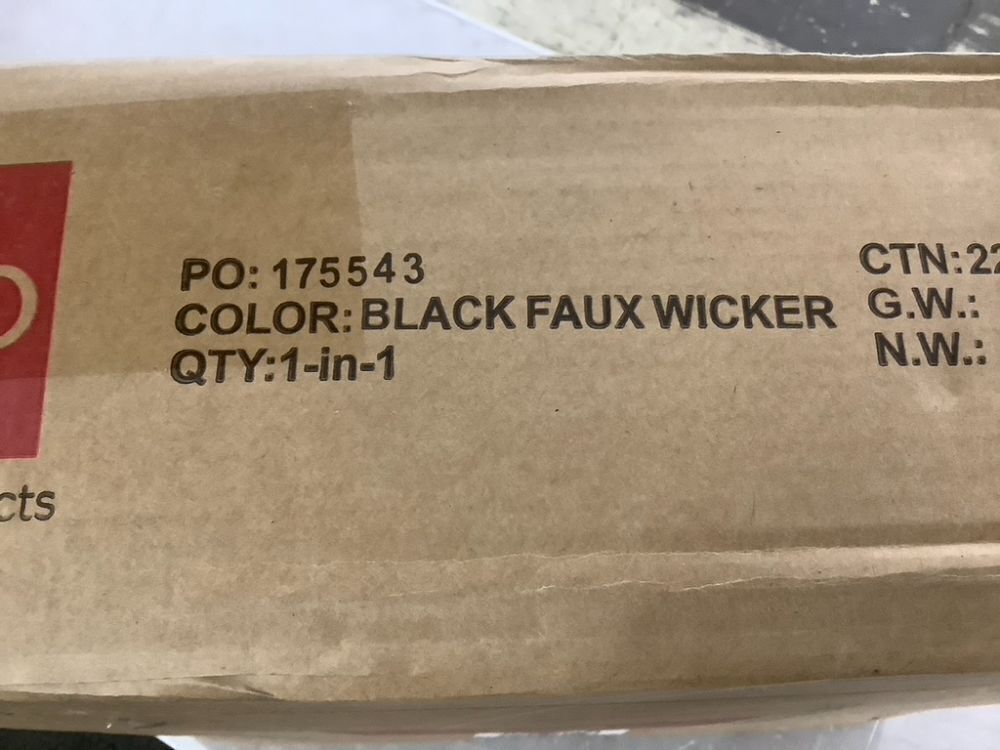 PO: 175543
COLOR: BLACK FAUX WICKER
QTY:1-in-1
CTN:22
G.W.:
N.W.:
cts